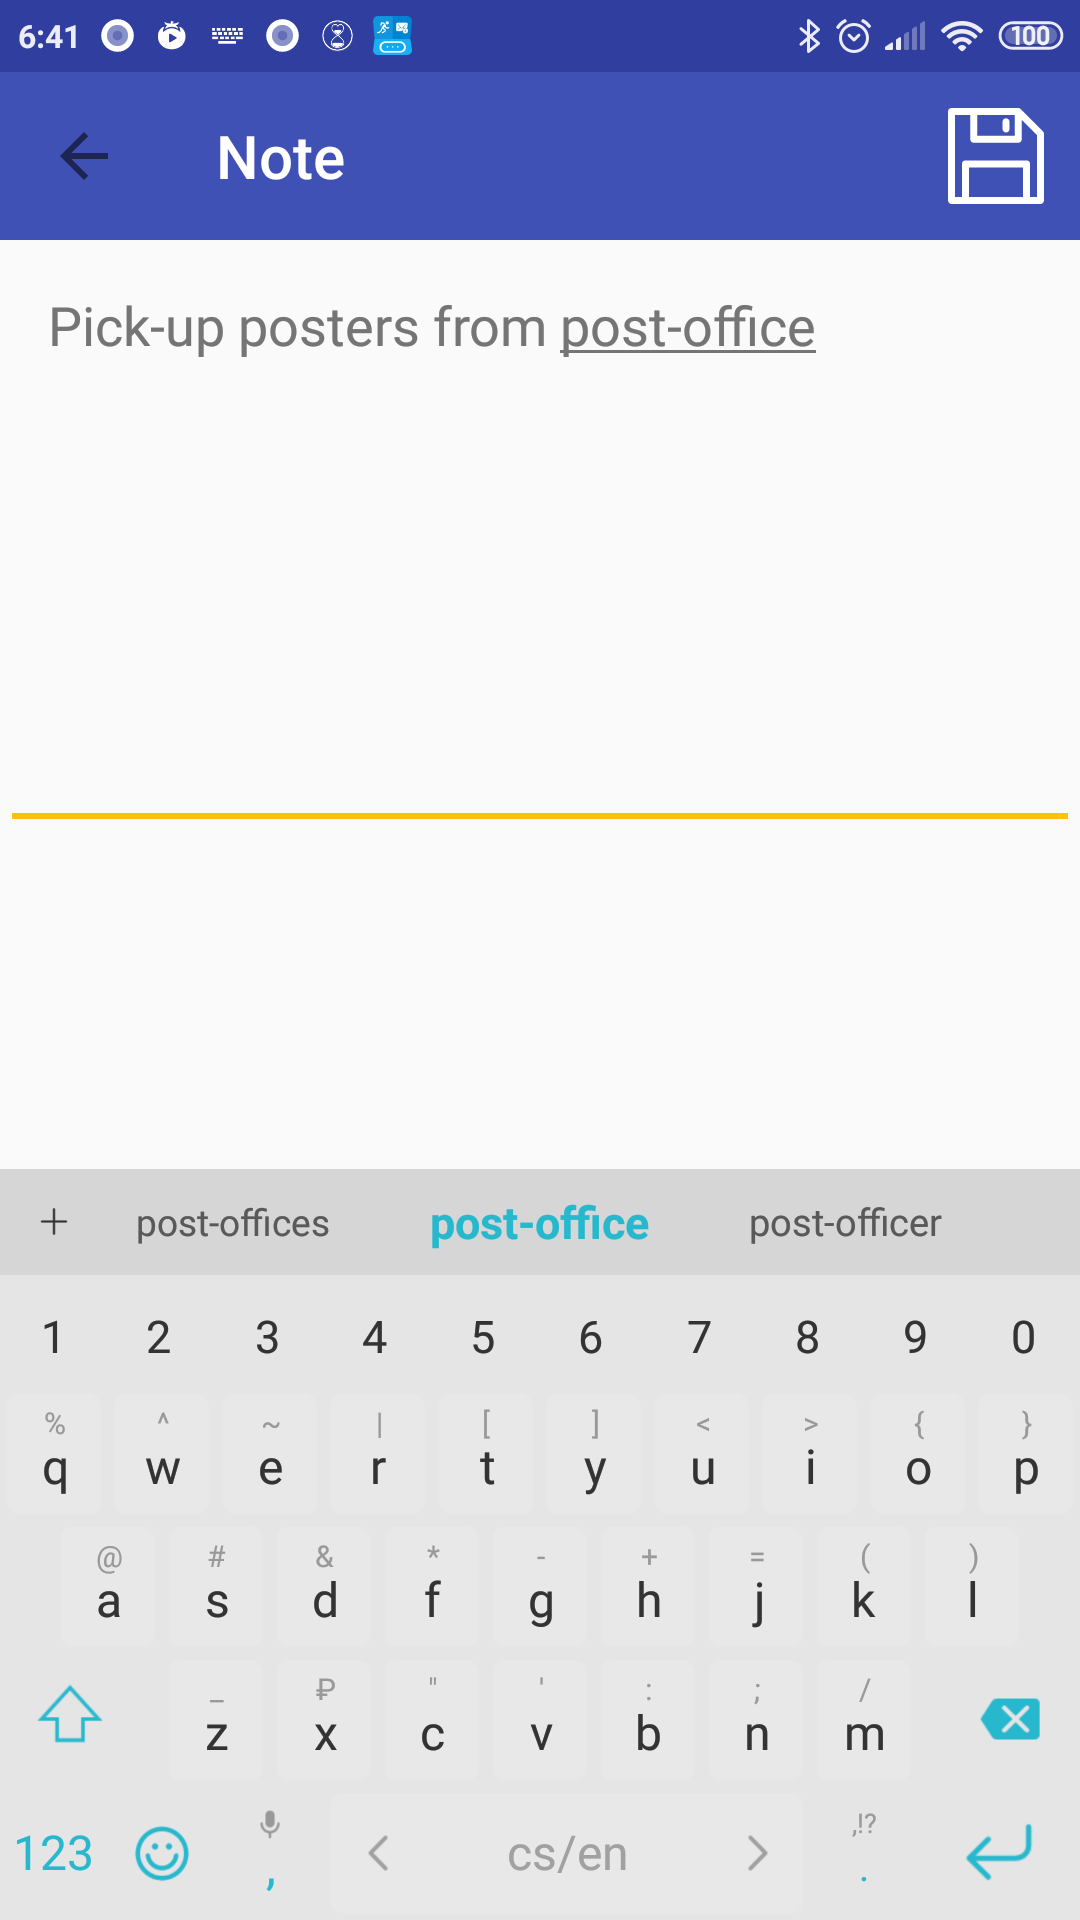 6:41 100
Note
Pick-up posters from post-office
+ post-offices post-office post-officer
1 2 3 4 5 6 7 8 9 0
% ^ ~ | [ ] < > { }
q w e r t y u i o p
@ # & * - + = ( )
a s d f g h j k l
_ ₽ " ' : ; /
z x c v b n m
,!?
123 , < cs/en > .